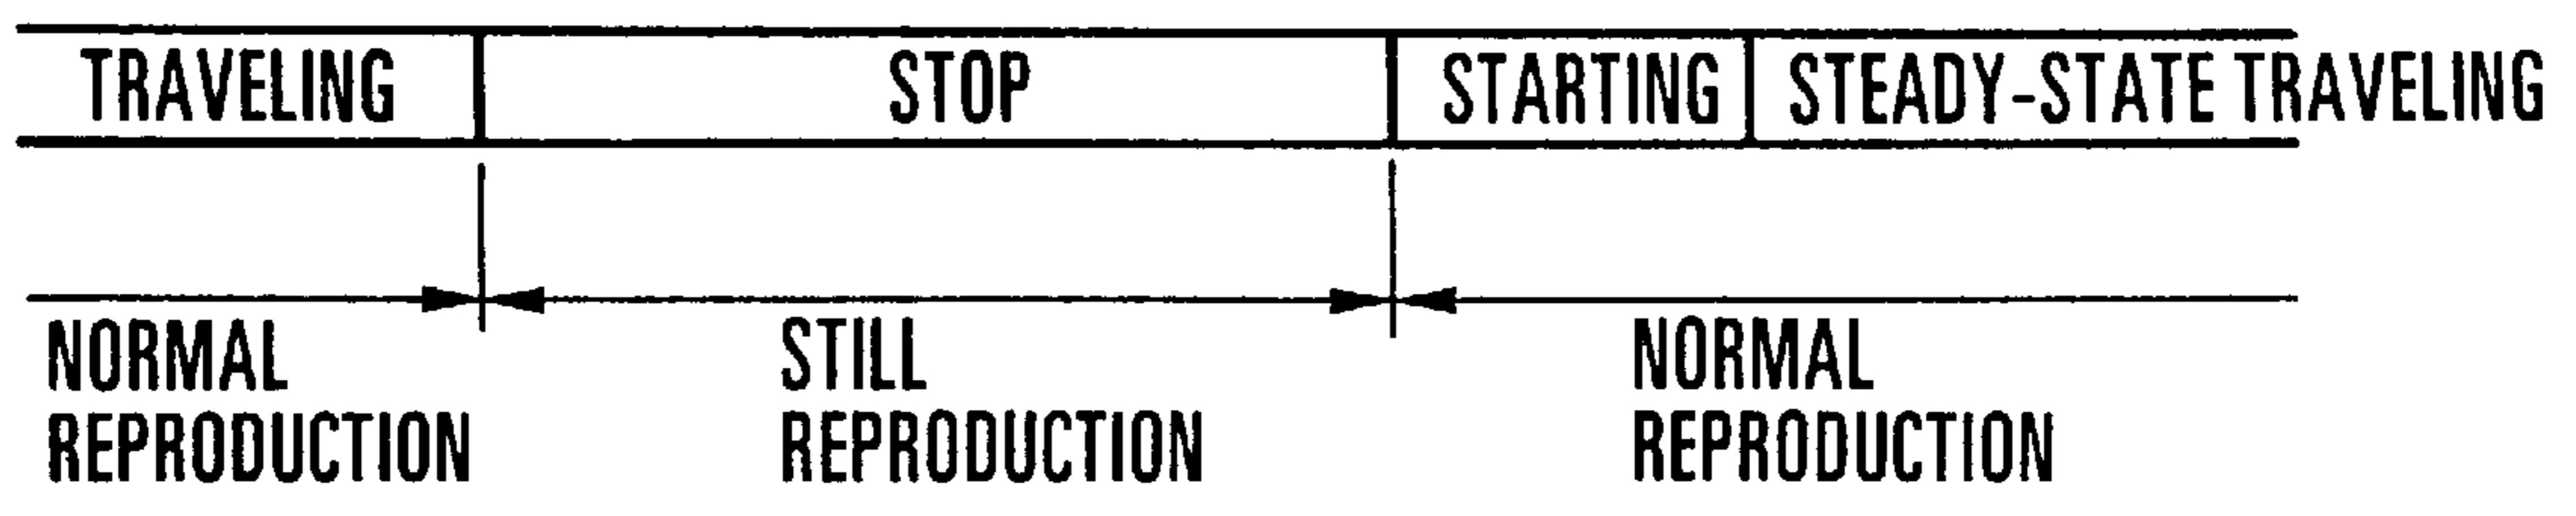 TRAVELING STOP STARTING STEADY-STATE TRAVELING
NORMAL REPRODUCTION
STILL REPRODUCTION
NORMAL REPRODUCTION